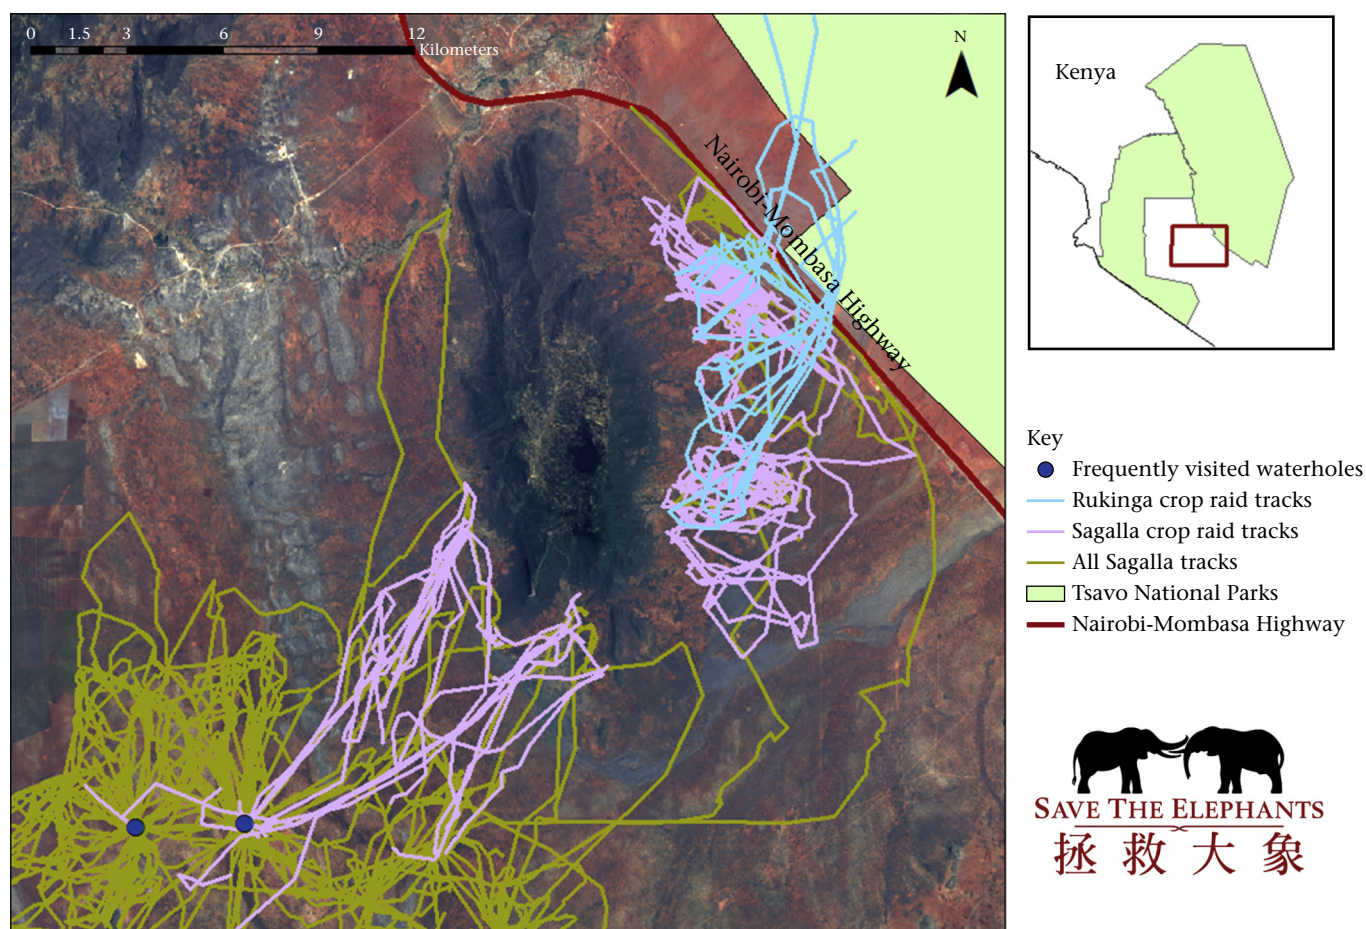 0 1.5 3 6 9 12
Kilometers
N
Nairobi-Mombasa Highway
Kenya
Key
Frequently visited waterholes
Rukinga crop raid tracks
Sagalla crop raid tracks
All Sagalla tracks
Tsavo National Parks
Nairobi-Mombasa Highway
SAVE THE ELEPHANTS
拯救大象